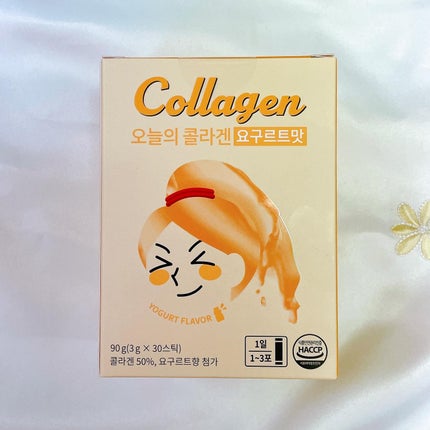 Collagen
오늘의 콜라겐 요구르트맛
YOGURT FLAVOR
90g(3g × 30스틱)
콜라겐 50%, 요구르트향 첨가
1일
1~3포
HACCP